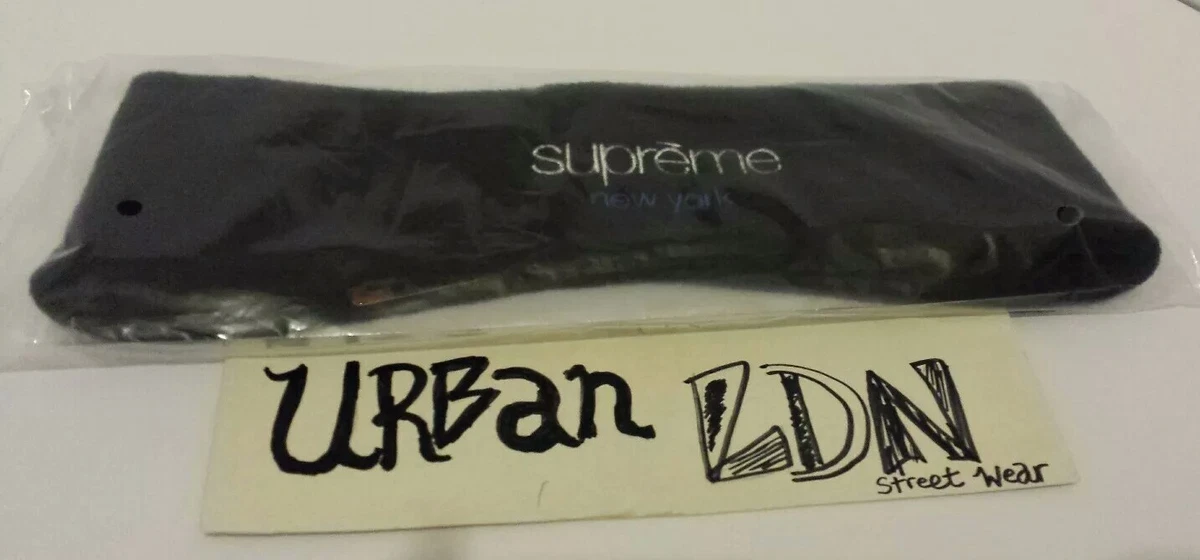 suprēme
new york
URBan LDN
Street Wear